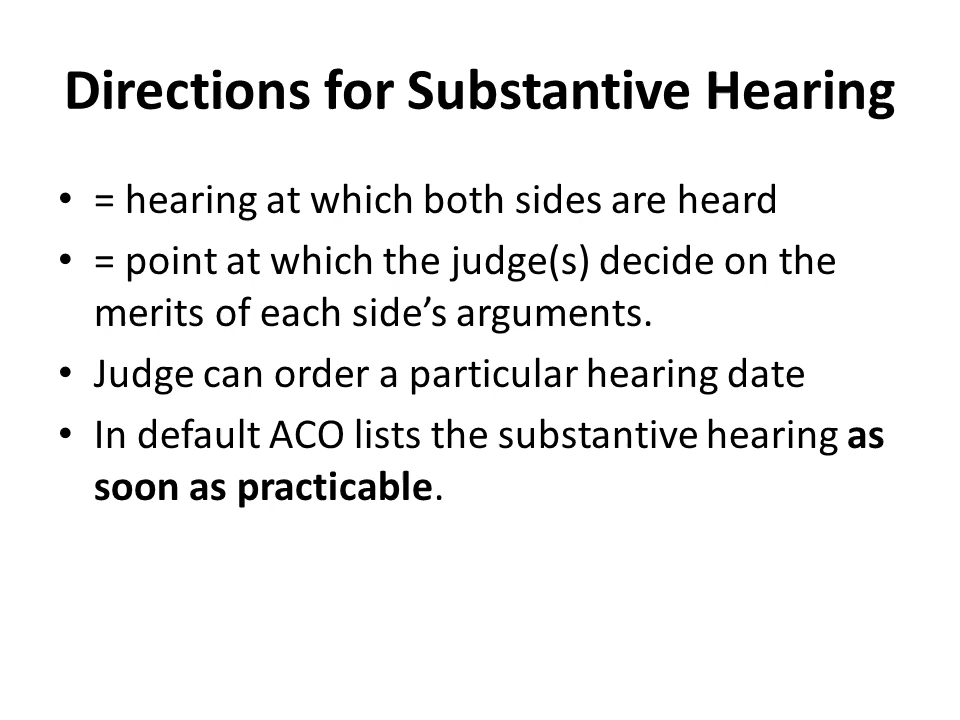 Directions for Substantive Hearing
• = hearing at which both sides are heard
• = point at which the judge(s) decide on the
merits of each side’s arguments.
• Judge can order a particular hearing date
• In default ACO lists the substantive hearing as
soon as practicable.